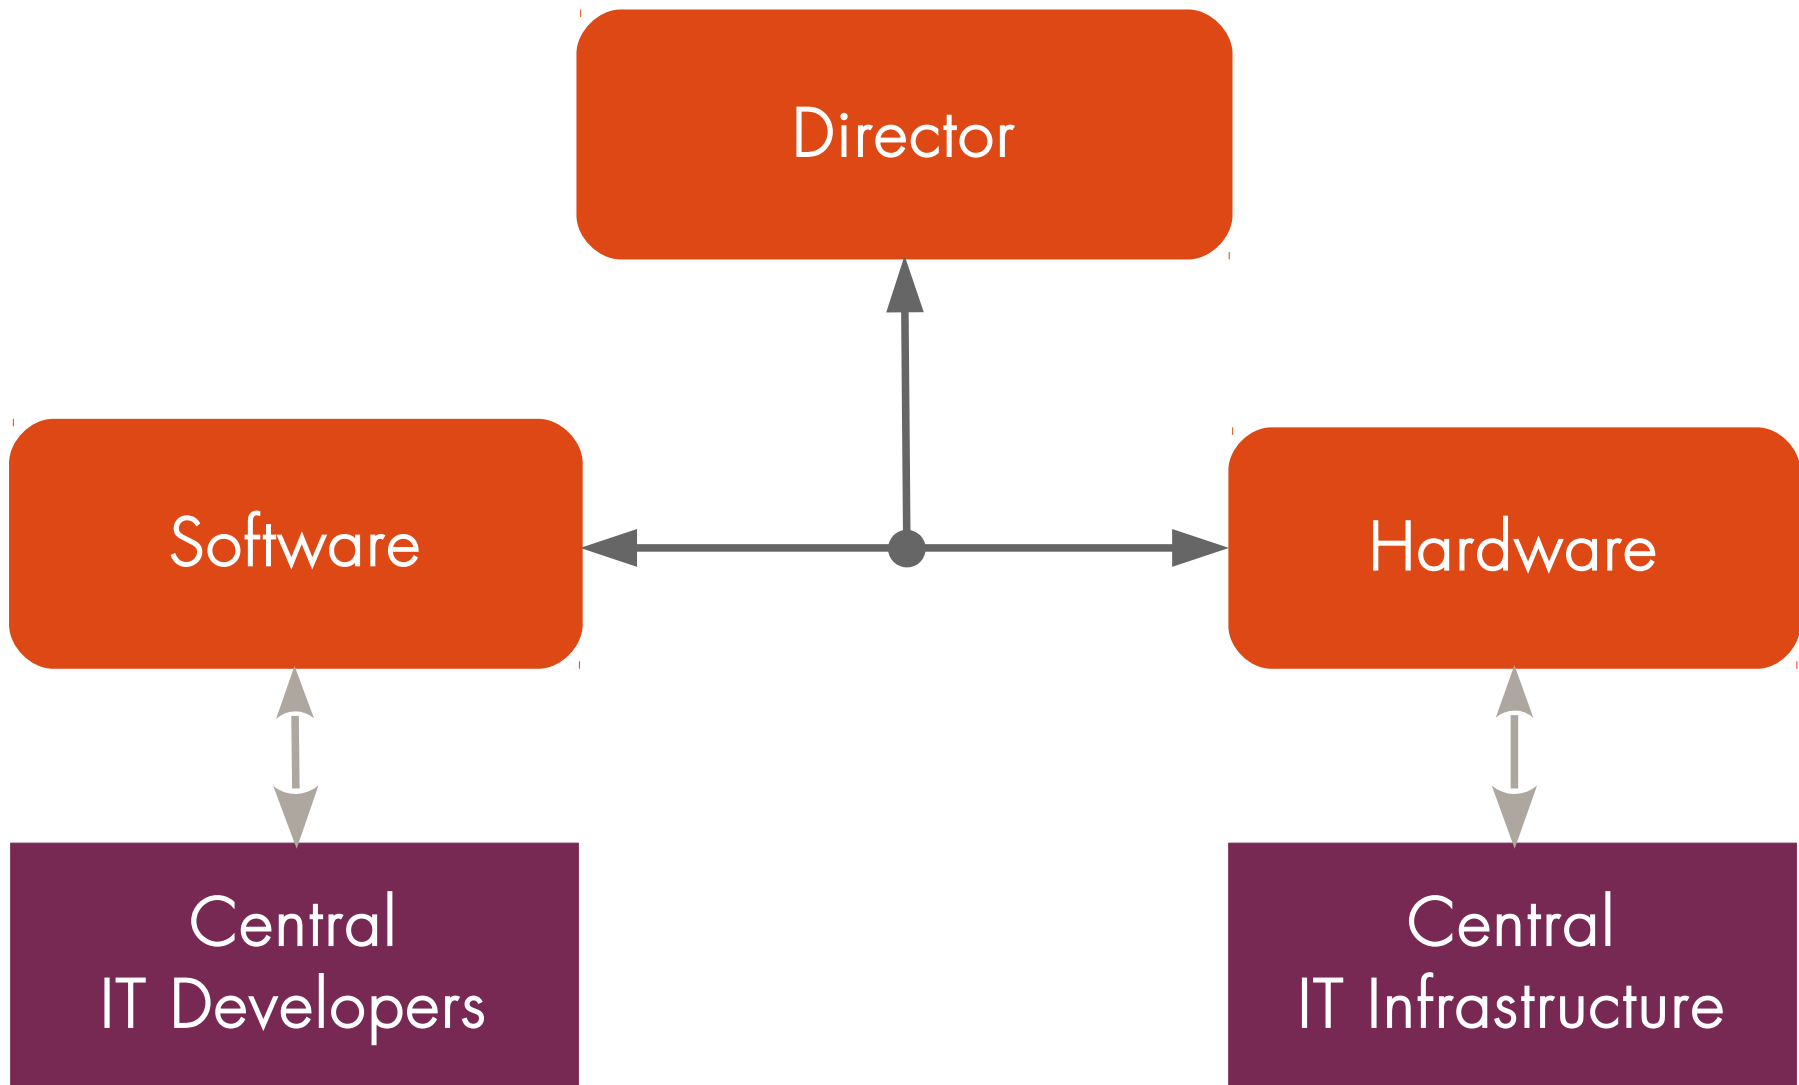 Director
Software
Hardware
Central
IT Developers
Central
IT Infrastructure